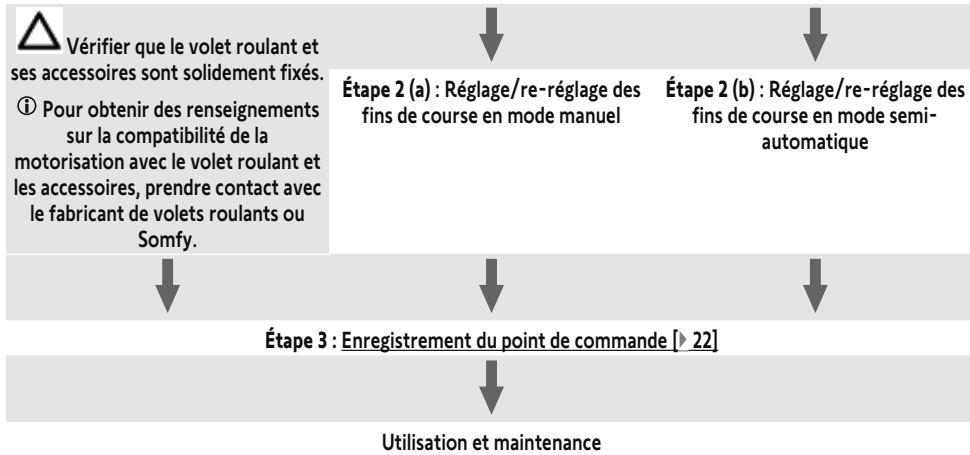 Vérifier que le volet roulant et
ses accessoires sont solidement fixés.
ⓘ Pour obtenir des renseignements
sur la compatibilité de la
motorisation avec le volet roulant et
les accessoires, prendre contact avec
le fabricant de volets roulants ou
Somfy.
Étape 2 (a) : Réglage/re-réglage des
fins de course en mode manuel
Étape 2 (b) : Réglage/re-réglage des
fins de course en mode semi-
automatique
Étape 3 : Enregistrement du point de commande [▶ 22]
Utilisation et maintenance